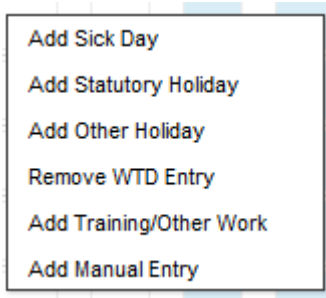 Add Sick Day
Add Statutory Holiday
Add Other Holiday
Remove WTD Entry
Add Training/Other Work
Add Manual Entry